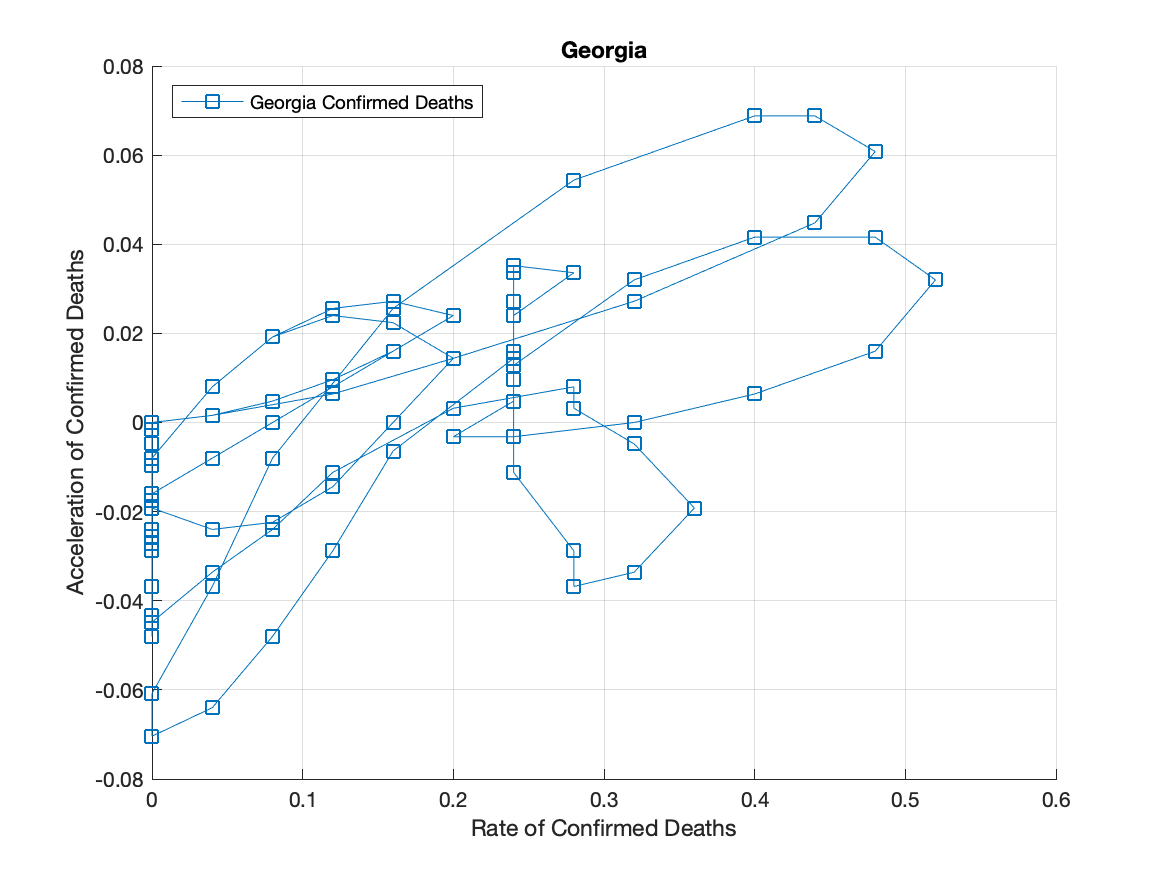 Georgia
Georgia Confirmed Deaths
0.08
0.06
0.04
0.02
0
-0.02
-0.04
-0.06
-0.08
Acceleration of Confirmed Deaths
0 0.1 0.2 0.3 0.4 0.5 0.6
Rate of Confirmed Deaths